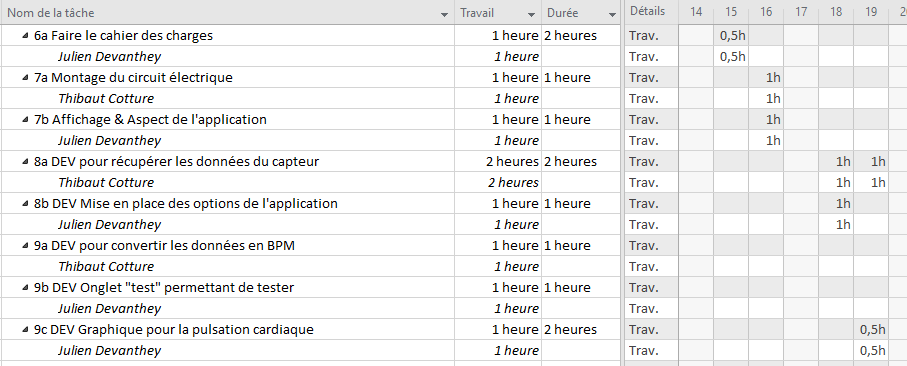 Nom de la tâche Travail Durée Détails 14 15 16 17 18 19 20
6a Faire le cahier des charges 1 heure 2 heures Trav. 0,5h
Julien Devanthey 1 heure Trav. 0,5h
7a Montage du circuit électrique 1 heure 1 heure Trav. 1h
Thibaut Cotture 1 heure Trav. 1h
7b Affichage & Aspect de l'application 1 heure 1 heure Trav. 1h
Julien Devanthey 1 heure Trav. 1h
8a DEV pour récupérer les données du capteur 2 heures 2 heures Trav. 1h 1h
Thibaut Cotture 2 heures Trav. 1h 1h
8b DEV Mise en place des options de l'application 1 heure 1 heure Trav. 1h
Julien Devanthey 1 heure Trav. 1h
9a DEV pour convertir les données en BPM 1 heure 1 heure Trav.
Thibaut Cotture 1 heure Trav.
9b DEV Onglet "test" permettant de tester 1 heure 1 heure Trav.
Julien Devanthey 1 heure Trav.
9c DEV Graphique pour la pulsation cardiaque 1 heure 2 heures Trav. 0,5h
Julien Devanthey 1 heure Trav. 0,5h